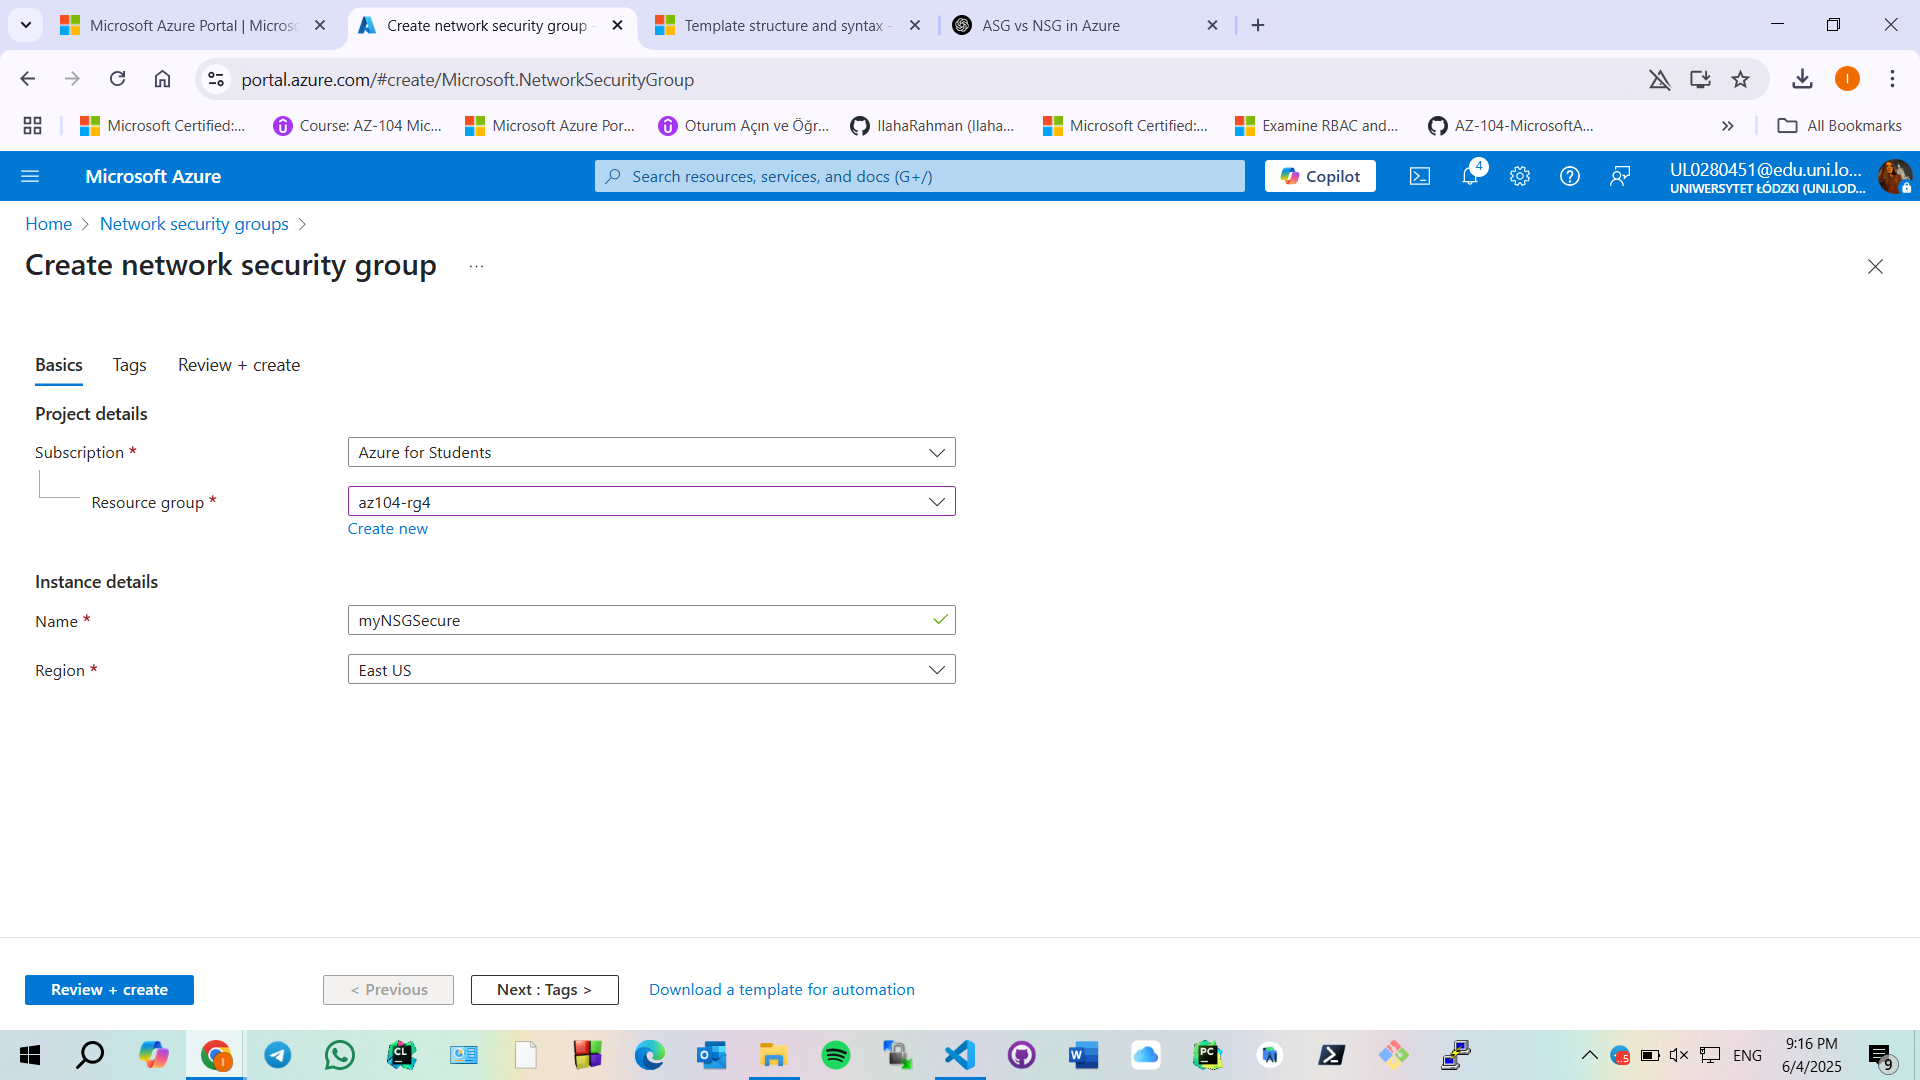 Microsoft Azure Portal | Micros
Create network security group -
Template structure and syntax -
ASG vs NSG in Azure
portal.azure.com/#create/Microsoft.NetworkSecurityGroup
I
Microsoft Certified:...
Course: AZ-104 Mic...
Microsoft Azure Por...
Oturum Açın ve Öğr...
IlahaRahman (Ilaha...
Microsoft Certified:...
Examine RBAC and...
AZ-104-MicrosoftA...
All Bookmarks
Microsoft Azure
Search resources, services, and docs (G+/)
Copilot
4
UL0280451@edu.uni.lo...
UNIWERSYTET ŁÓDZKI (UNI.LOD...
Home
Network security groups
Create network security group
...
Basics
Tags
Review + create
Project details
Subscription *
Azure for Students
Resource group *
az104-rg4
Create new
Instance details
Name *
myNSGSecure
Region *
East US
Review + create
< Previous
Next : Tags >
Download a template for automation
ENG
9:16 PM
6/4/2025
9